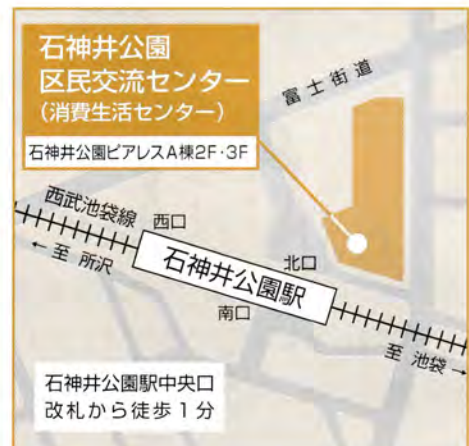 石神井公園
区民交流センター
(消費生活センター)
石神井公園ピアレスA棟2F・3F
富士街道
西武池袋線
西口
← 至 所沢
石神井公園駅
北口
南口
至 池袋 →
石神井公園駅中央口
改札から徒歩1分